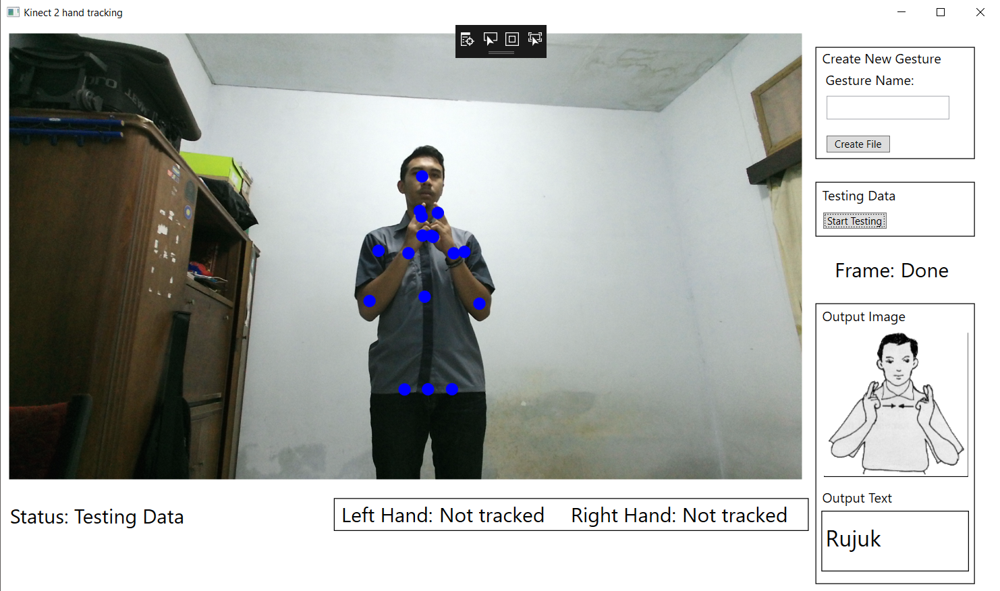 Kinect 2 hand tracking
Create New Gesture
Gesture Name:
Create File
Testing Data
Start Testing
Frame: Done
Output Image
Output Text
Rujuk
Status: Testing Data
Left Hand: Not tracked
Right Hand: Not tracked